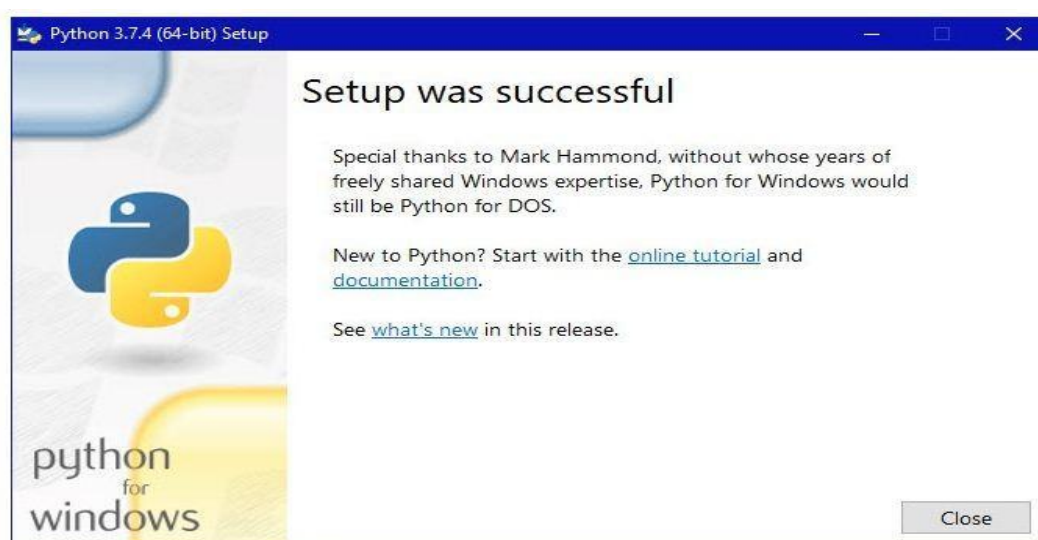 Python 3.7.4 (64-bit) Setup
Setup was successful
Special thanks to Mark Hammond, without whose years of
freely shared Windows expertise, Python for Windows would
still be Python for DOS.
New to Python? Start with the online tutorial and
documentation.
See what's new in this release.
python
for
windows
Close